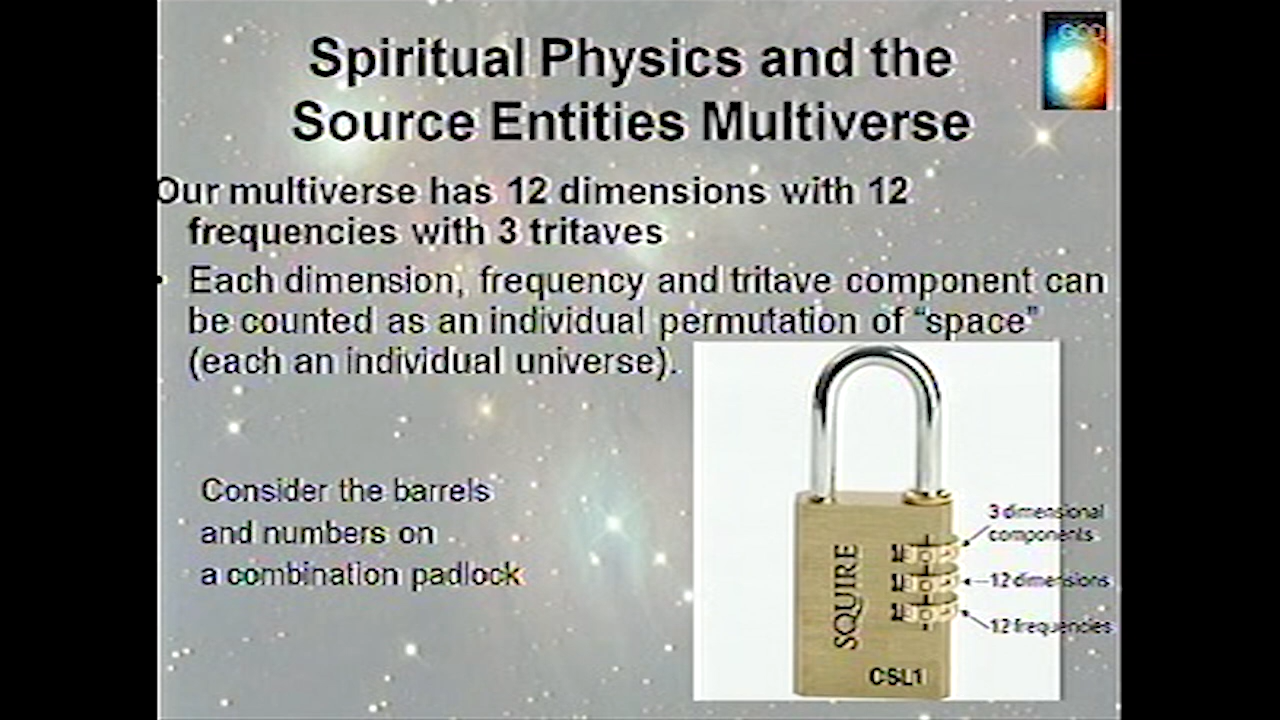 GOD
Spiritual Physics and the
Source Entities Multiverse
Our multiverse has 12 dimensions with 12
frequencies with 3 tritaves
• Each dimension, frequency and tritave component can
be counted as an individual permutation of “space”
(each an individual universe).
Consider the barrels
and numbers on
a combination padlock
3 dimensional
components
12 dimensions
12 frequencies
SQUIRE
CSL1